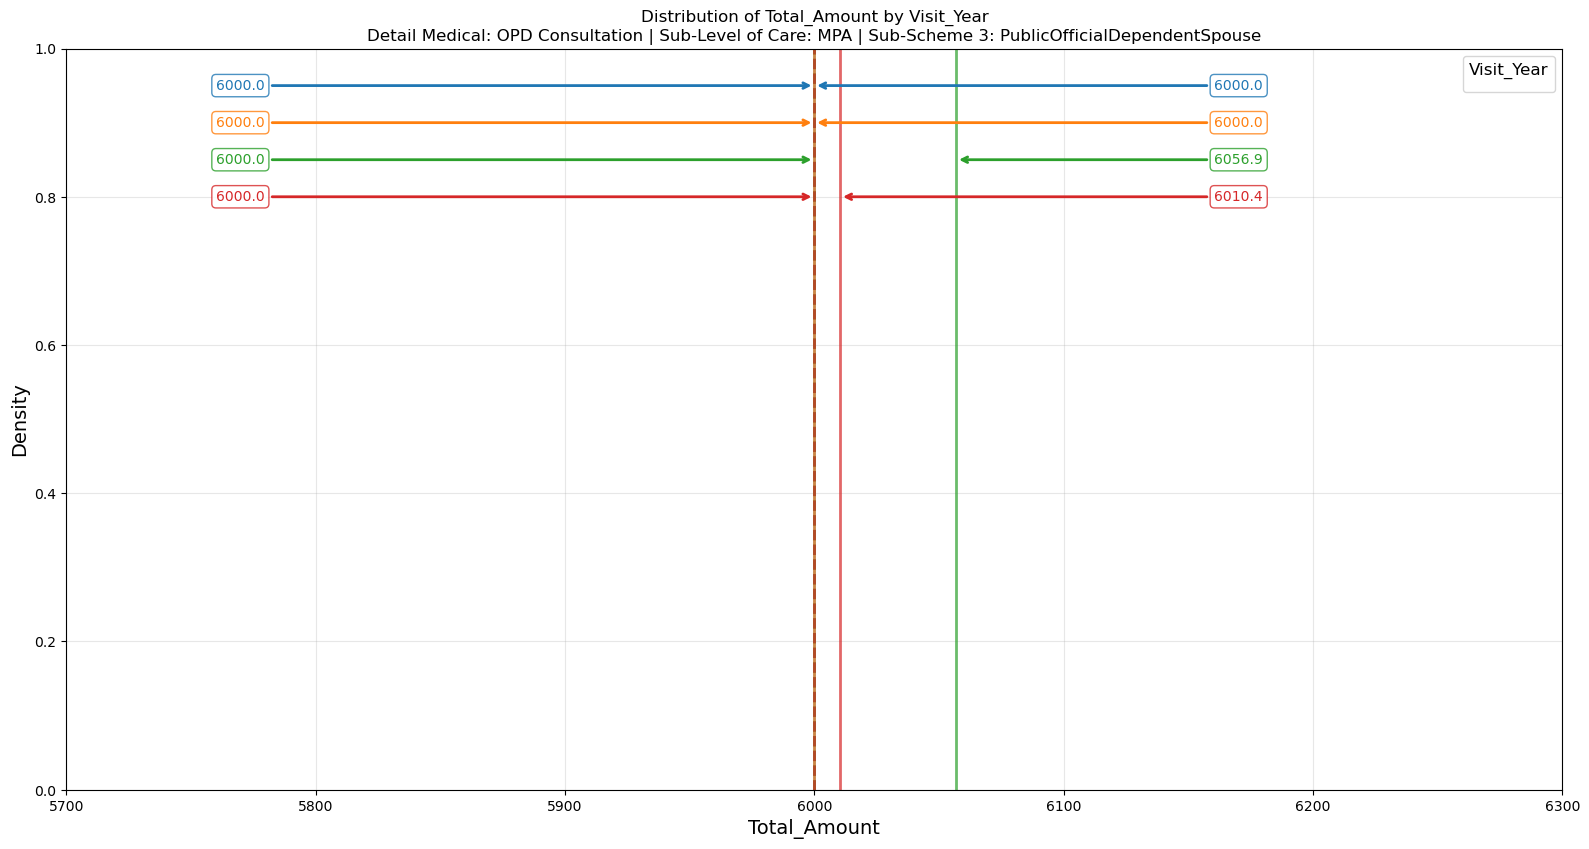 Distribution of Total_Amount by Visit_Year
Detail Medical: OPD Consultation | Sub-Level of Care: MPA | Sub-Scheme 3: PublicOfficialDependentSpouse
Visit_Year
6000.0 6000.0
6000.0 6000.0
6000.0 6056.9
6000.0 6010.4
1.0
0.8
0.6
0.4
0.2
0.0
Density
5700 5800 5900 6000 6100 6200 6300
Total_Amount